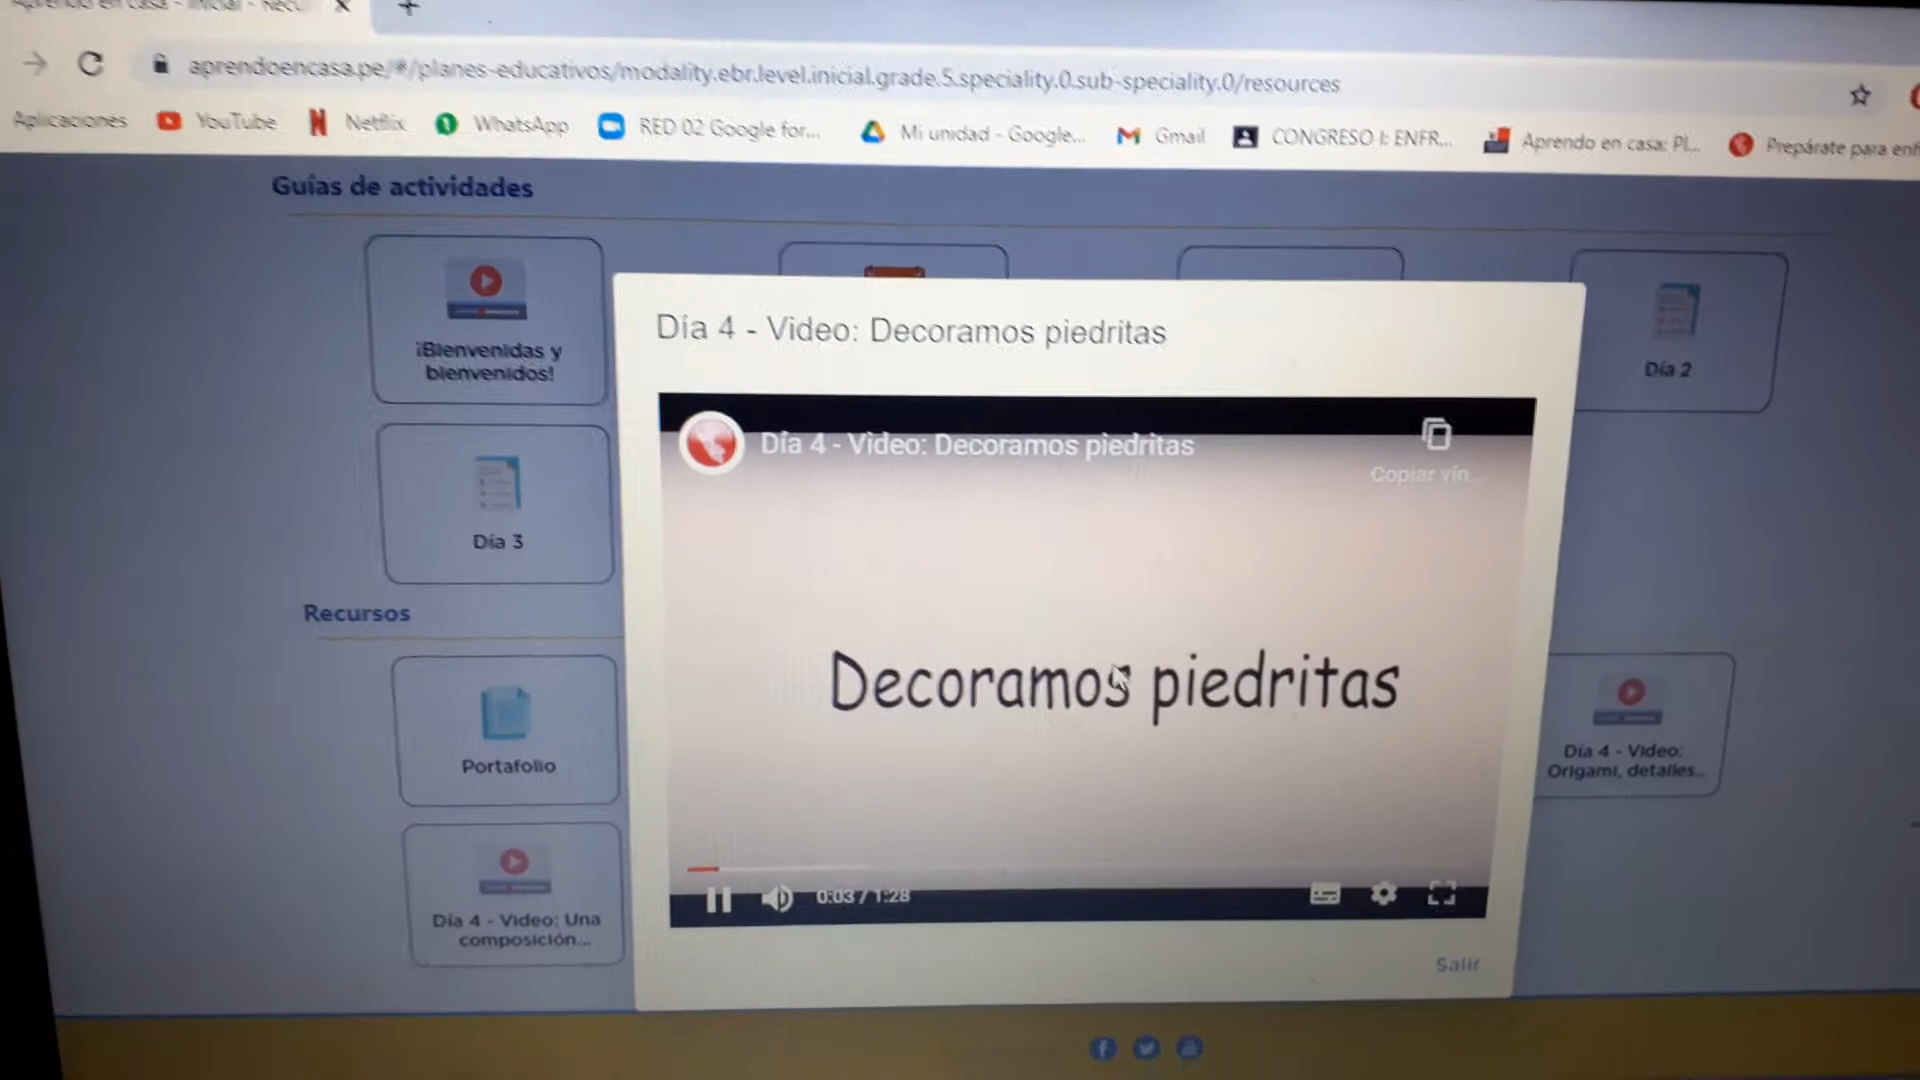 aprendoencasa.pe/#/planes-educativos/modality.ebr.level.inicial.grade.5.speciality.0.sub-speciality.0/resources
Aplicaciones YouTube Netflix WhatsApp RED 02 Google for... Mi unidad - Google... Gmail CONGRESO I: ENFR... Aprendo en casa: Pl... Prepárate para enf
Guías de actividades
¡Bienvenidas y
bienvenidos!
Día 2
Día 3
Día 4 - Video: Decoramos piedritas
Día 4 - Video: Decoramos piedritas
Copiar vín...
Decoramos piedritas
0:03 / 1:28
Salir
Recursos
Portafolio
Día 4 - Video:
Origami, detalles...
Día 4 - Video: Una
composición...